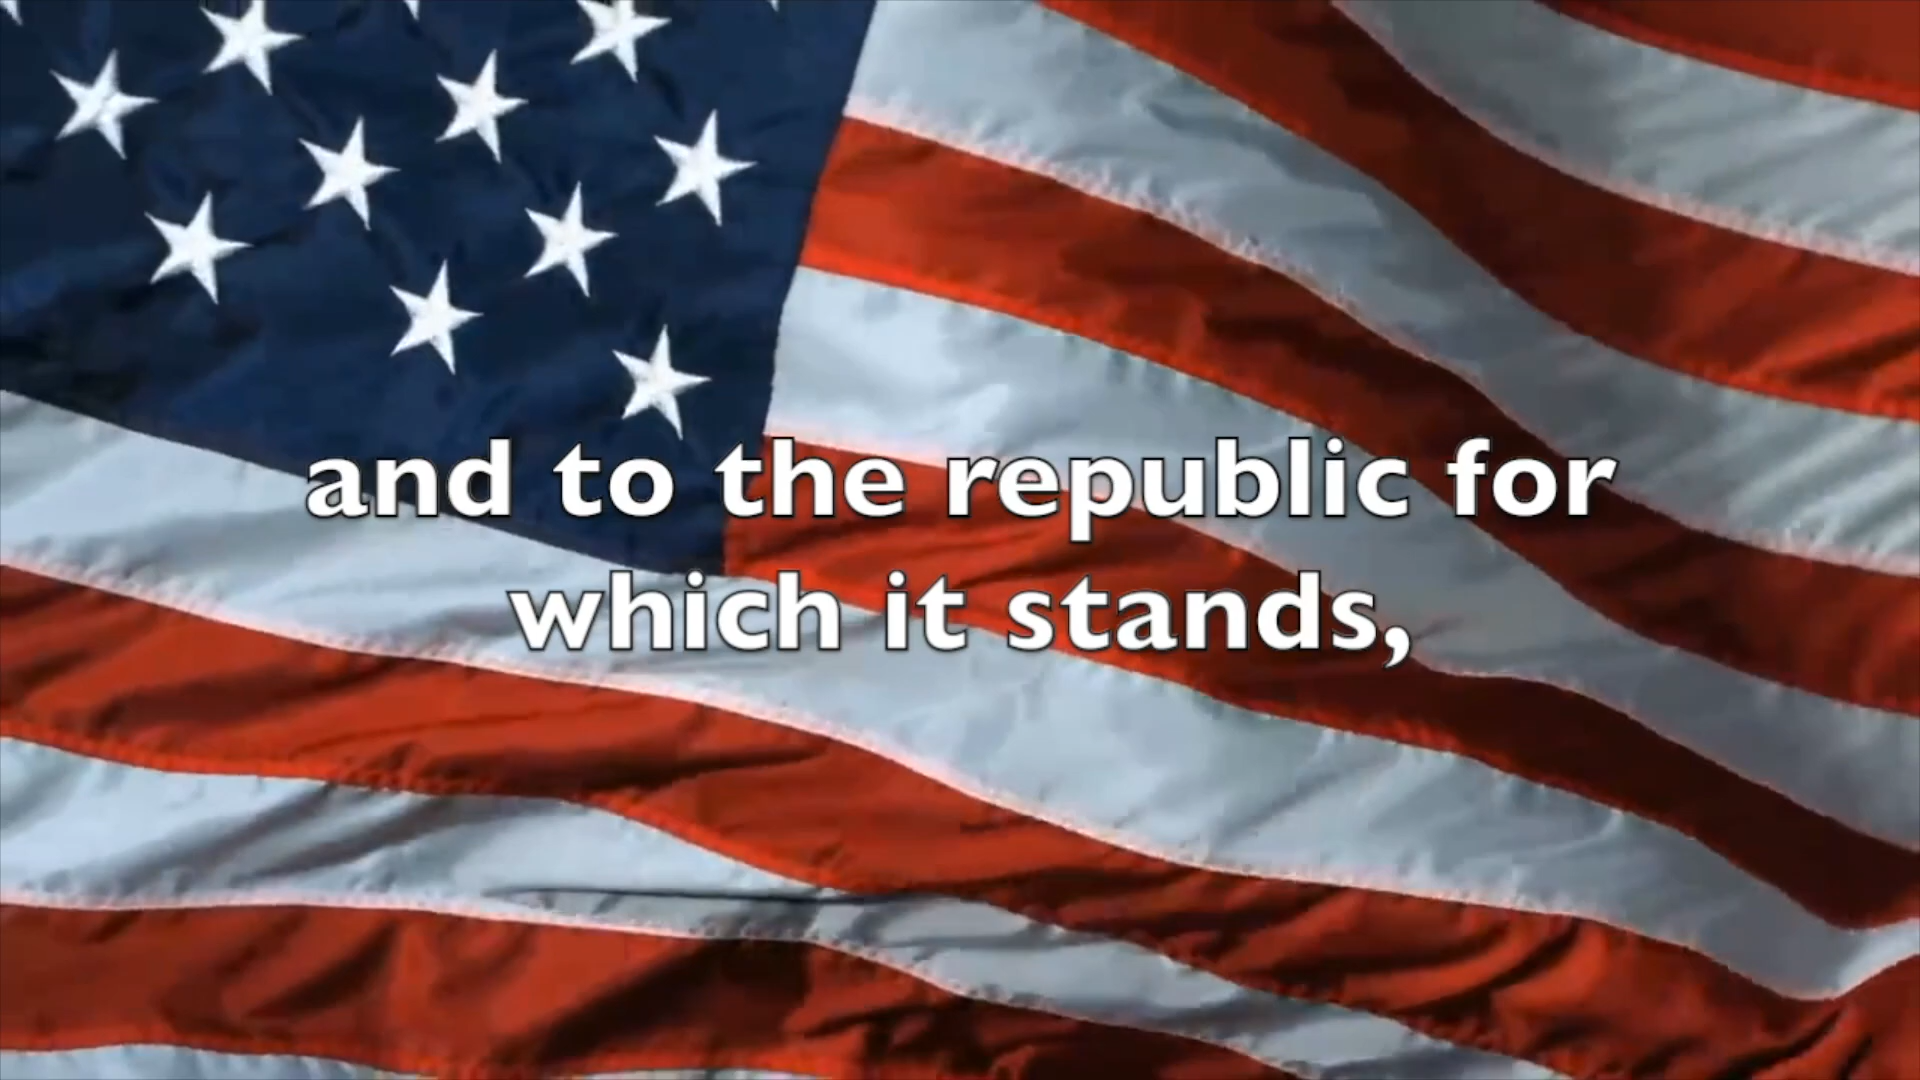 and to the republic for
which it stands,